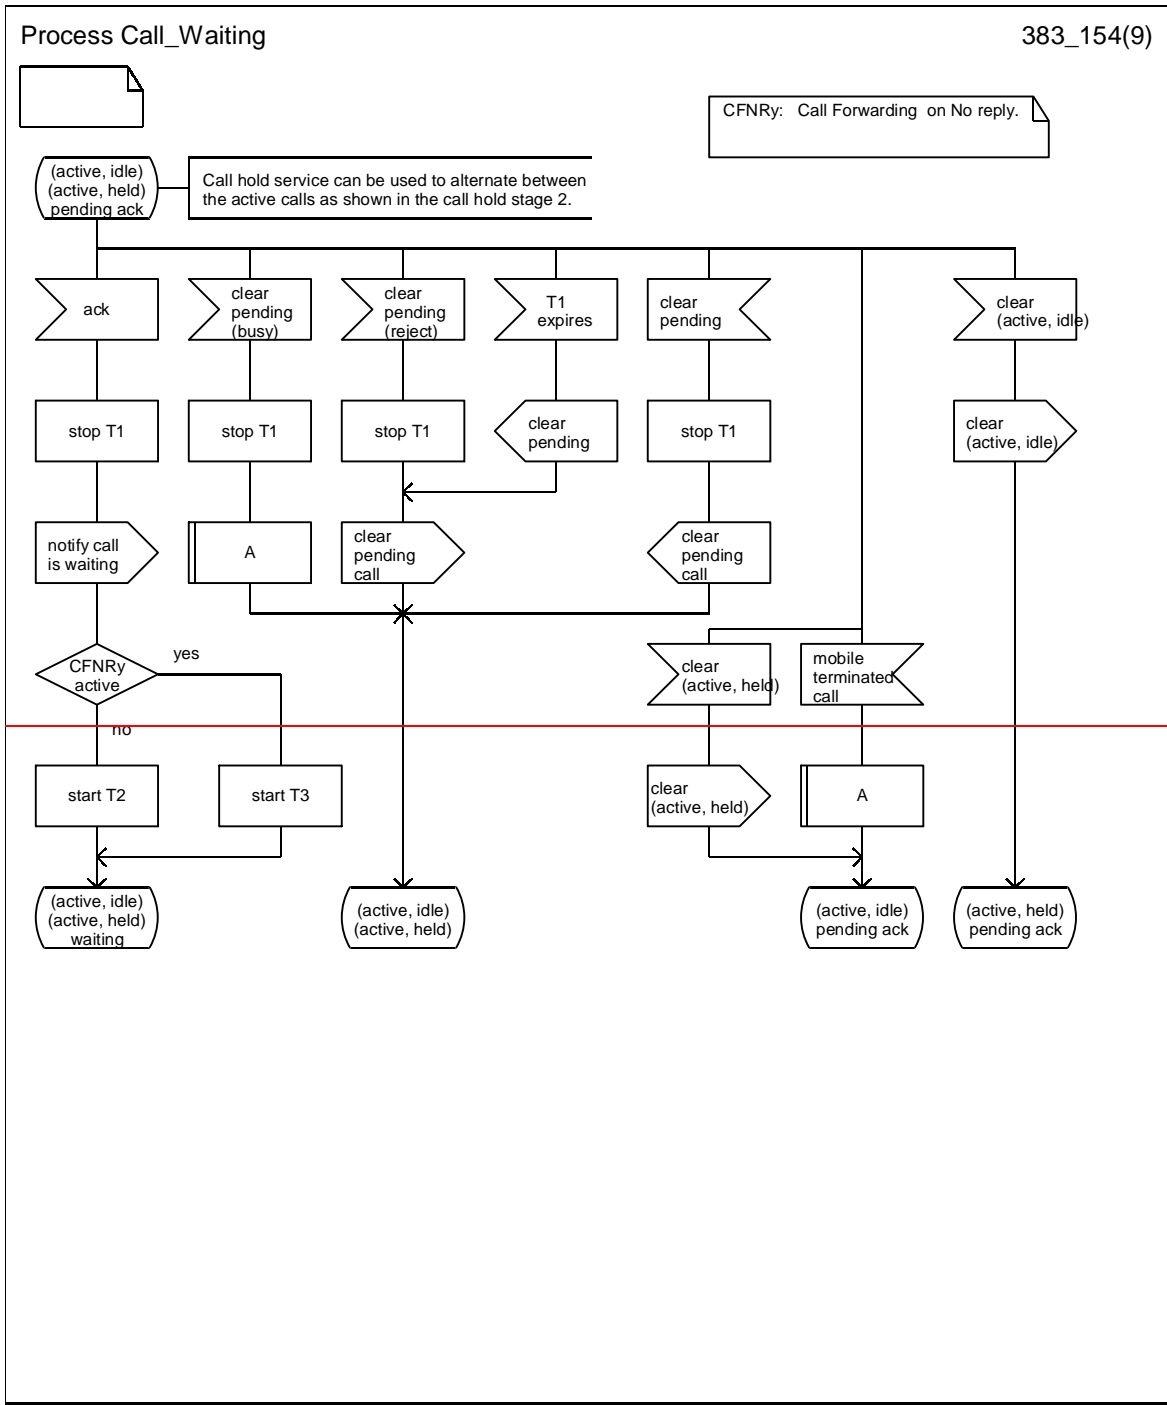 Process Call_Waiting
383_154(9)
CFNRy: Call Forwarding on No reply.
(active, idle)
(active, held)
pending ack
Call hold service can be used to alternate between
the active calls as shown in the call hold stage 2.
ack
clear
pending
(busy)
clear
pending
(reject)
T1
expires
clear
pending
clear
(active, idle)
stop T1
stop T1
stop T1
clear
pending
stop T1
clear
(active, idle)
notify call
is waiting
A
clear
pending
call
clear
pending
call
CFNRy
active
yes
no
clear
(active, held)
mobile
terminated
call
start T2
start T3
clear
(active, held)
A
(active, idle)
(active, held)
waiting
(active, idle)
(active, held)
(active, idle)
pending ack
(active, held)
pending ack